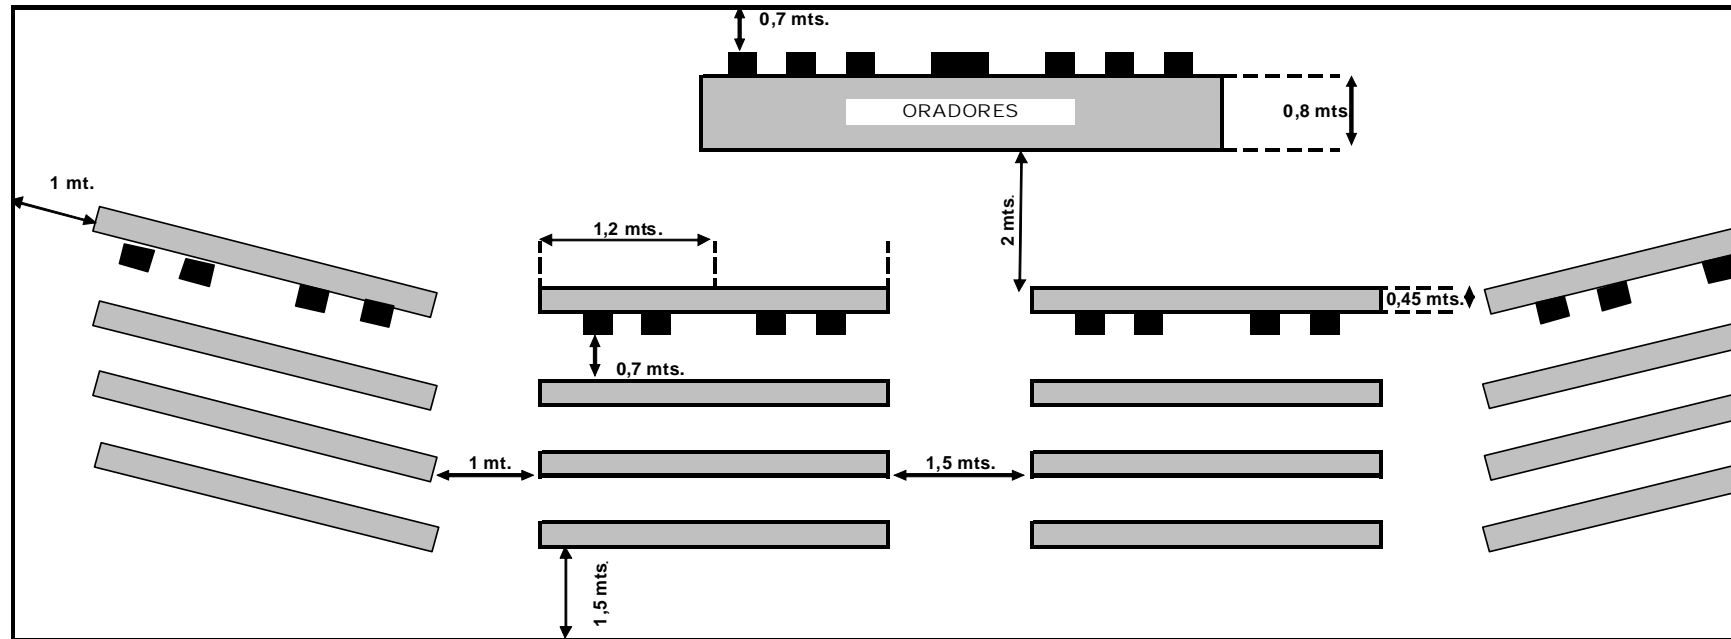 0,7 mts.
ORADORES
0,8 mts
1 mt.
1,2 mts.
2 mts.
0,45 mts.
0,7 mts.
1 mt.
1,5 mts.
1,5 mts.